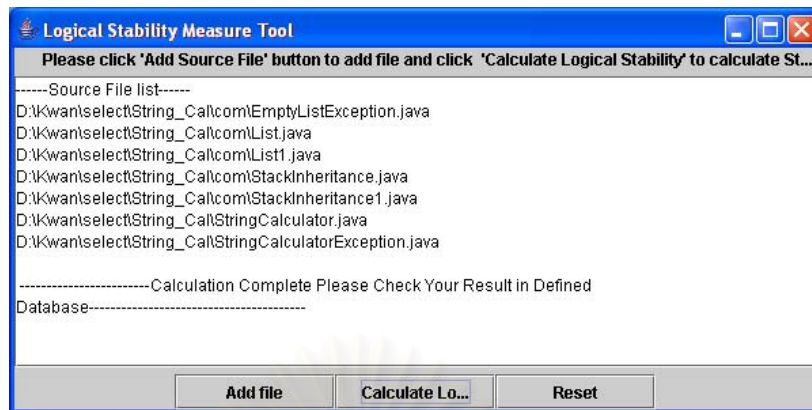 Logical Stability Measure Tool
Please click 'Add Source File' button to add file and click 'Calculate Logical Stability' to calculate St...
------Source File list------
D:\Kwan\select\String_Cal\com\EmptyListException.java
D:\Kwan\select\String_Cal\com\List.java
D:\Kwan\select\String_Cal\com\List1.java
D:\Kwan\select\String_Cal\com\StackInheritance.java
D:\Kwan\select\String_Cal\com\StackInheritance1.java
D:\Kwan\select\String_Cal\StringCalculator.java
D:\Kwan\select\String_Cal\StringCalculatorException.java
------------------------Calculation Complete Please Check Your Result in Defined
Database----------------------------------------
Add file
Calculate Lo...
Reset